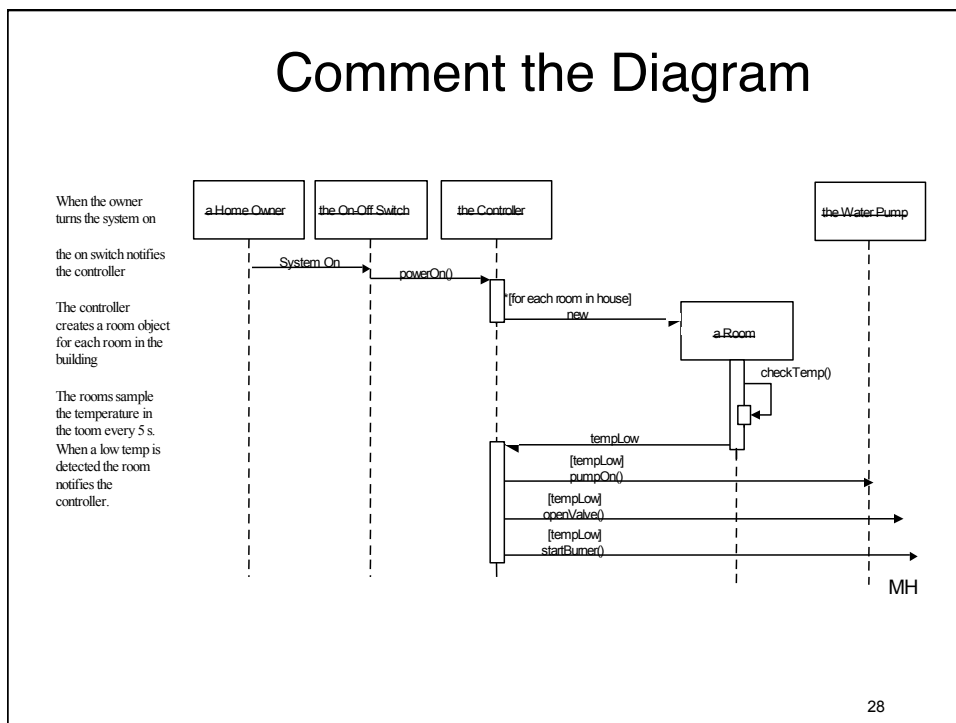 Comment the Diagram
When the owner
turns the system on
the on switch notifies
the controller
The controller
creates a room object
for each room in the
building
The rooms sample
the temperature in
the toom every 5 s.
When a low temp is
detected the room
notifies the
controller.
a Home Owner
the On-Off Switch
the Controller
the Water Pump
System On
powerOn()
*[for each room in house]
new
a Room
checkTemp()
tempLow
[tempLow]
pumpOn()
[tempLow]
openValve()
[tempLow]
startBurner()
MH
28